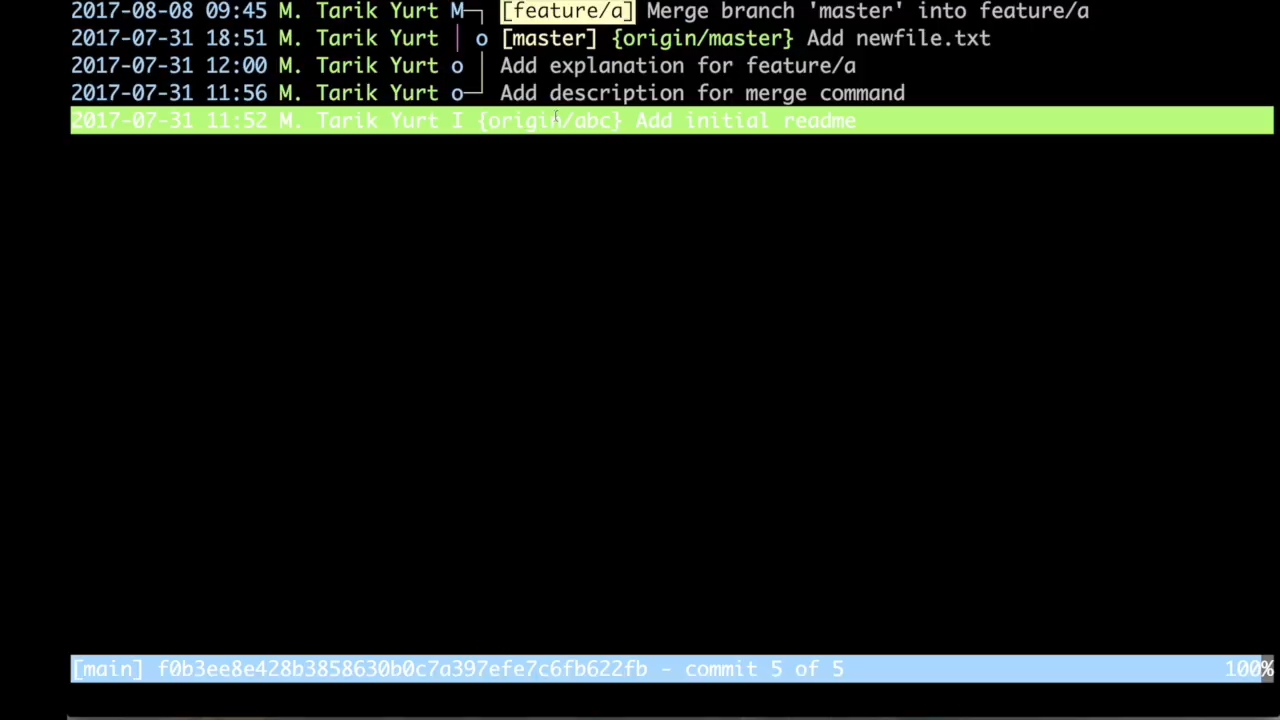 2017-08-08 09:45 M. Tarik Yurt M─┐ [feature/a] Merge branch 'master' into feature/a
2017-07-31 18:51 M. Tarik Yurt │ o [master] {origin/master} Add newfile.txt
2017-07-31 12:00 M. Tarik Yurt o │ Add explanation for feature/a
2017-07-31 11:56 M. Tarik Yurt o─┘ Add description for merge command
2017-07-31 11:52 M. Tarik Yurt I {origin/abc} Add initial readme
[main] f0b3ee8e428b3858630b0c7a397efe7c6fb622fb - commit 5 of 5 100%